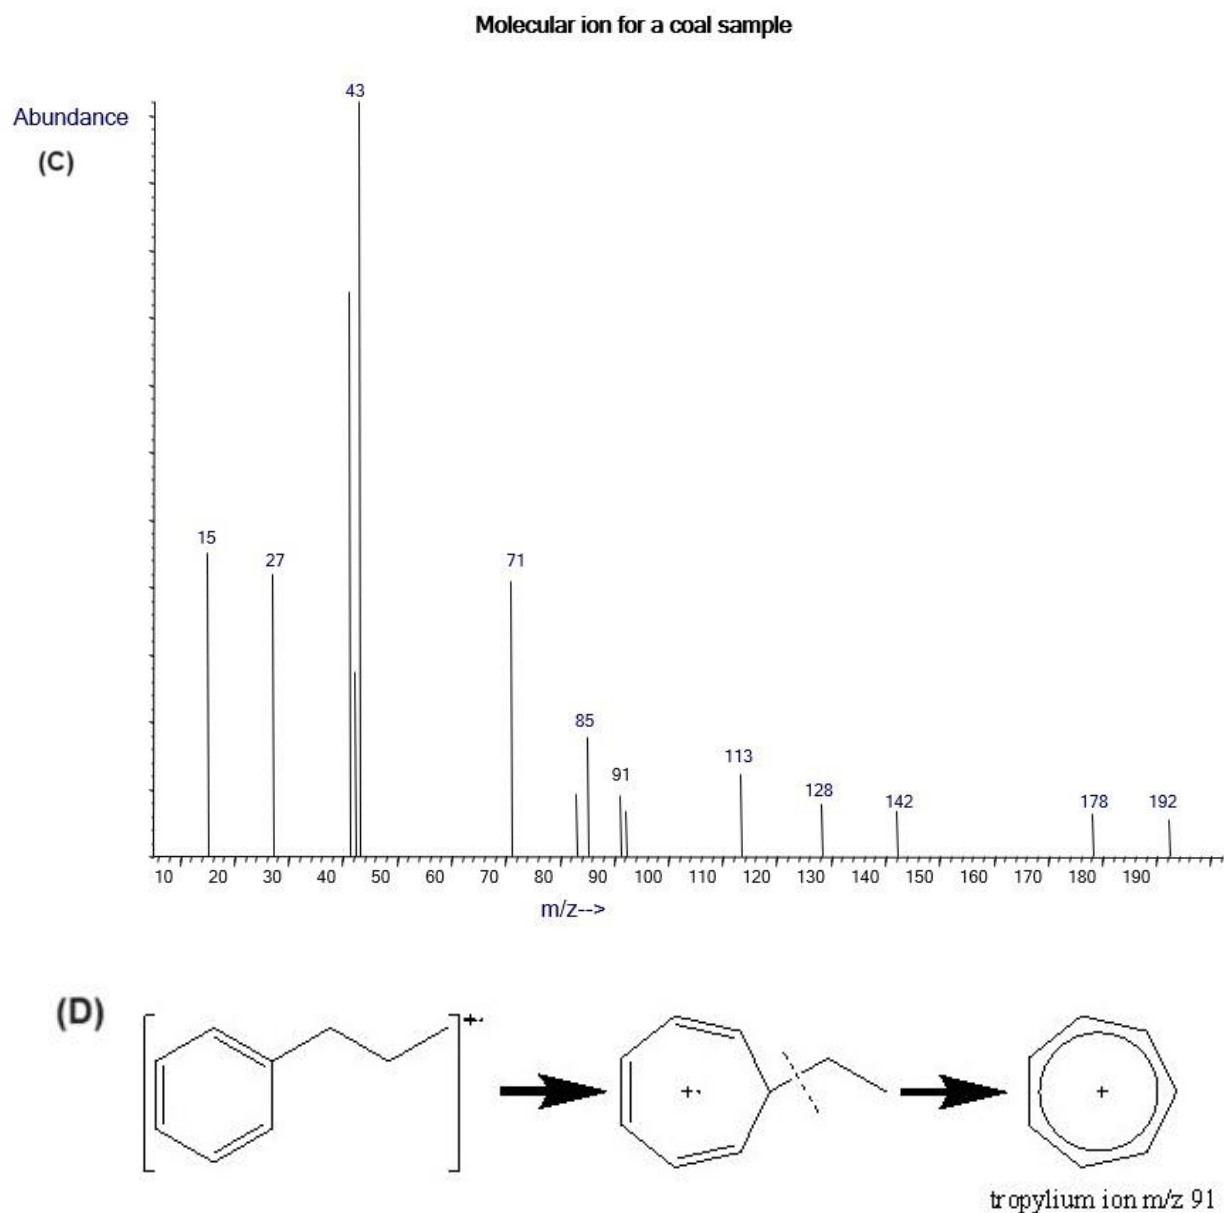 Molecular ion for a coal sample
43
Abundance
(C)
15
27
71
85
91
113
128
142
178
192
10 20 30 40 50 60 70 80 90 100 110 120 130 140 150 160 170 180 190
m/z-->
(D)
+·
+·
+
tropylium ion m/z 91